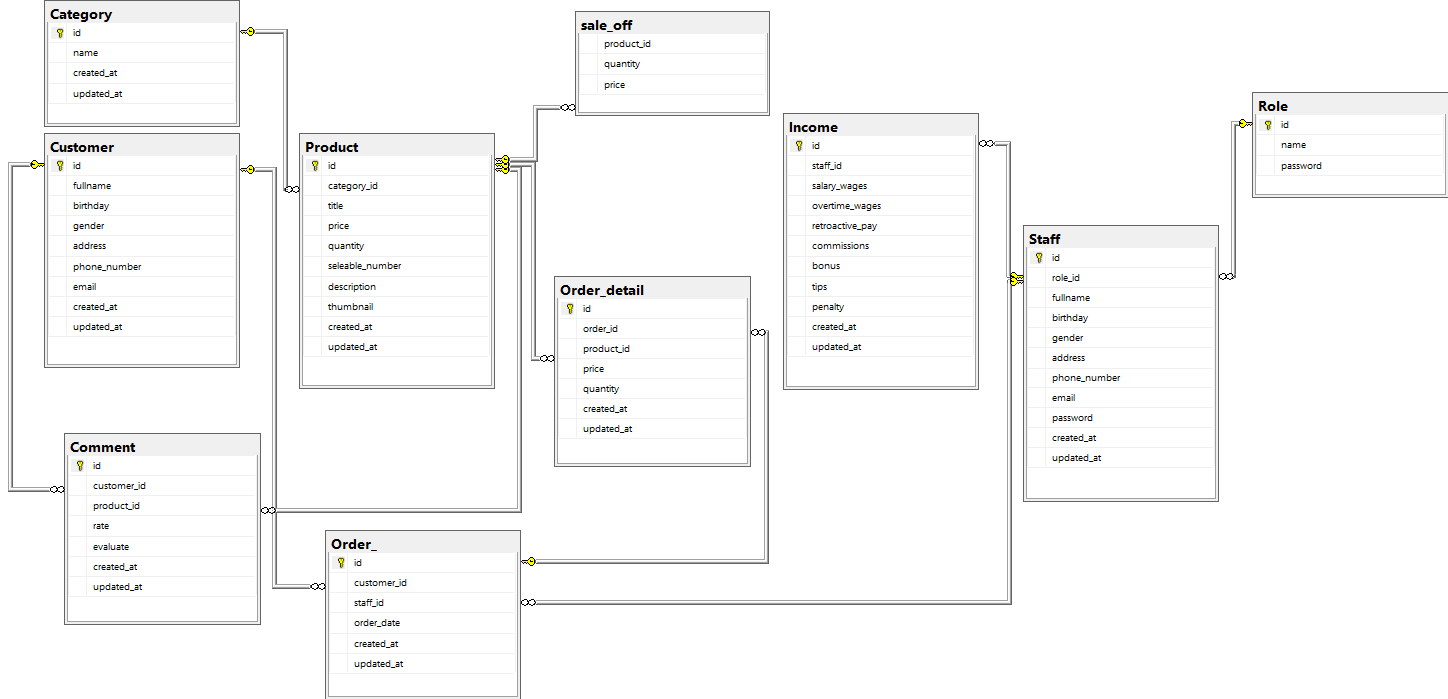 Category
id
name
created_at
updated_at
Customer
id
fullname
birthday
gender
address
phone_number
email
created_at
updated_at
Comment
id
customer_id
product_id
rate
evaluate
created_at
updated_at
Product
id
category_id
title
price
quantity
seleable_number
description
thumbnail
created_at
updated_at
Order_
id
customer_id
staff_id
order_date
created_at
updated_at
sale_off
product_id
quantity
price
Order_detail
id
order_id
product_id
price
quantity
created_at
updated_at
Income
id
staff_id
salary_wages
overtime_wages
retroactive_pay
commissions
bonus
tips
penalty
created_at
updated_at
Staff
id
role_id
fullname
birthday
gender
address
phone_number
email
password
created_at
updated_at
Role
id
name
password